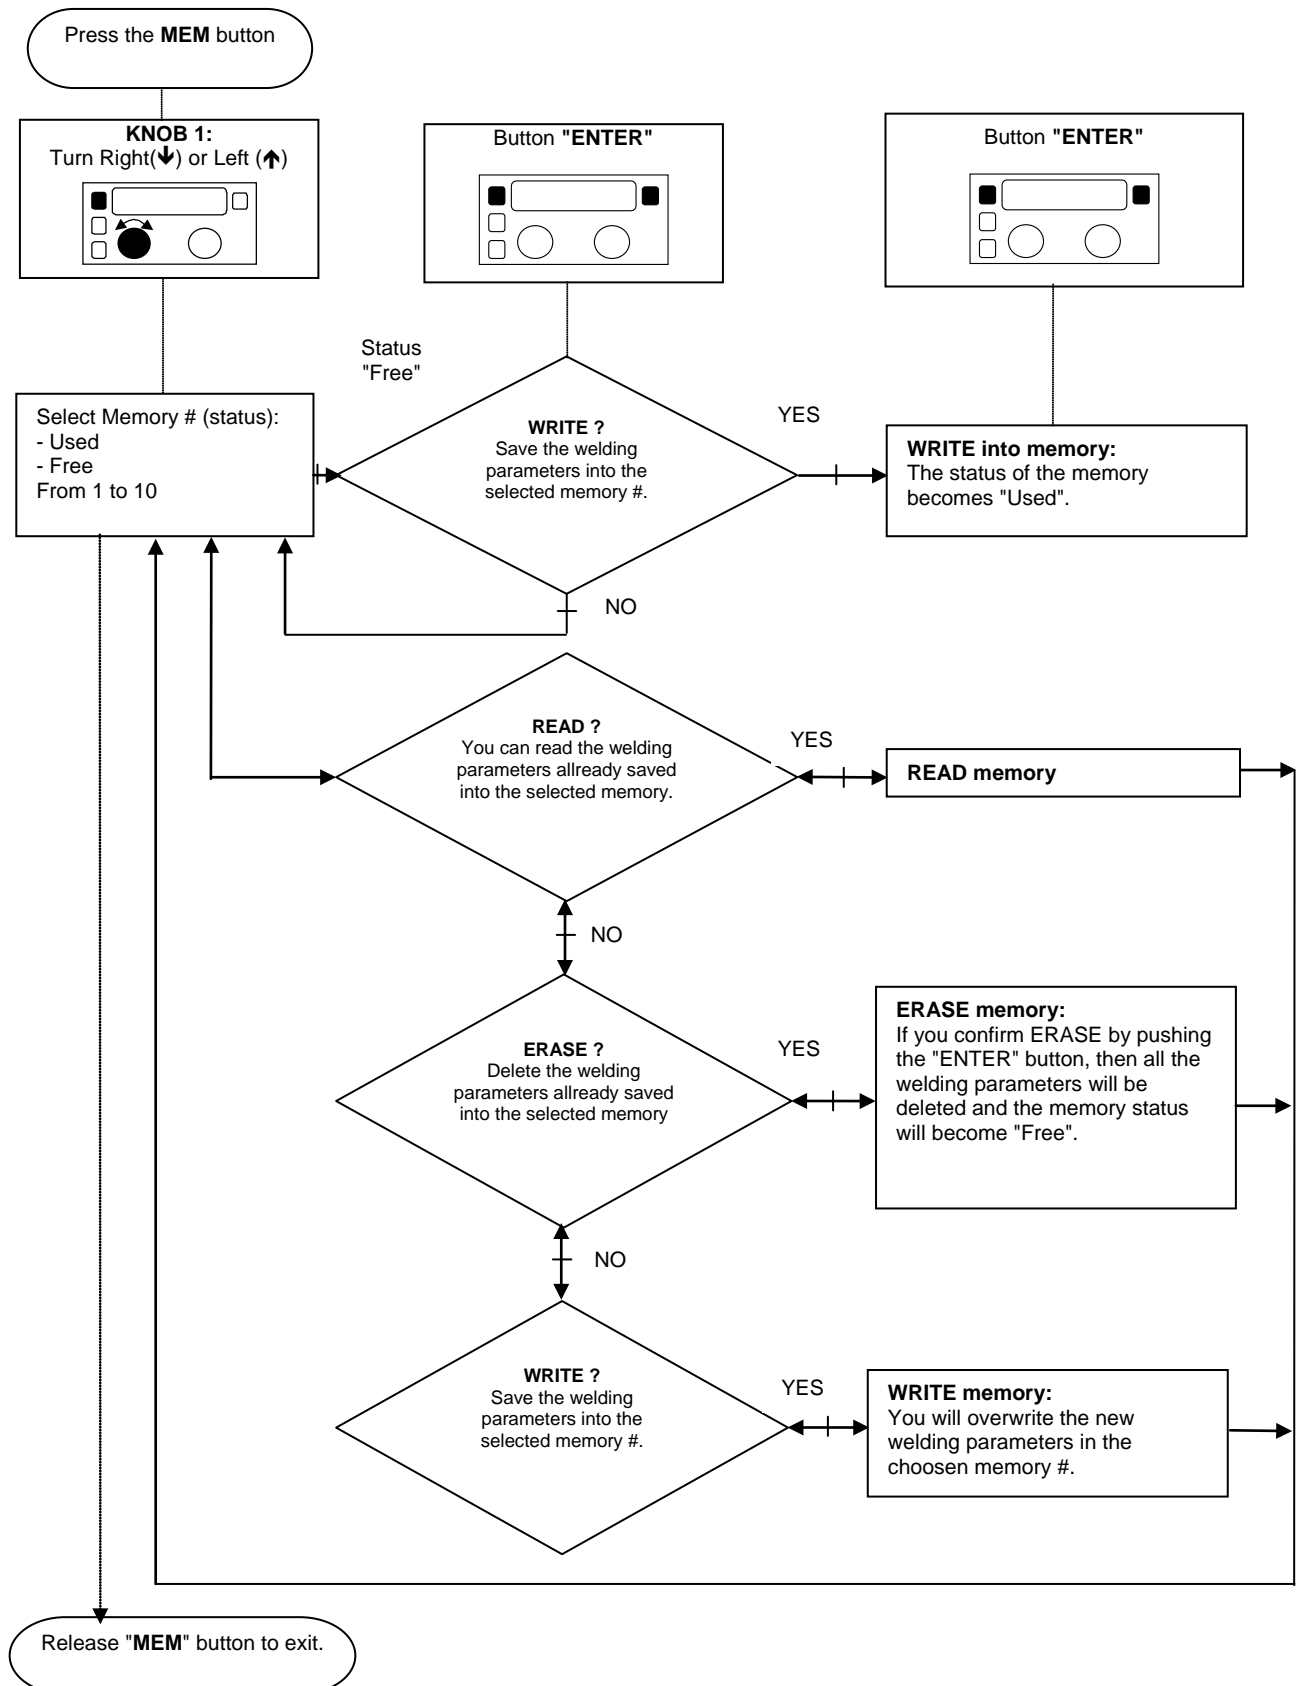 Press the MEM button
KNOB 1:
Turn Right(↓) or Left (↑)
Button "ENTER"
Button "ENTER"
Status
"Free"
Select Memory # (status):
- Used
- Free
From 1 to 10
WRITE ?
Save the welding
parameters into the
selected memory #.
YES
WRITE into memory:
The status of the memory
becomes "Used".
NO
READ ?
You can read the welding
parameters allready saved
into the selected memory.
YES
READ memory
NO
ERASE ?
Delete the welding
parameters allready saved
into the selected memory
YES
ERASE memory:
If you confirm ERASE by pushing
the "ENTER" button, then all the
welding parameters will be
deleted and the memory status
will become "Free".
NO
WRITE ?
Save the welding
parameters into the
selected memory #.
YES
WRITE memory:
You will overwrite the new
welding parameters in the
choosen memory #.
Release "MEM" button to exit.